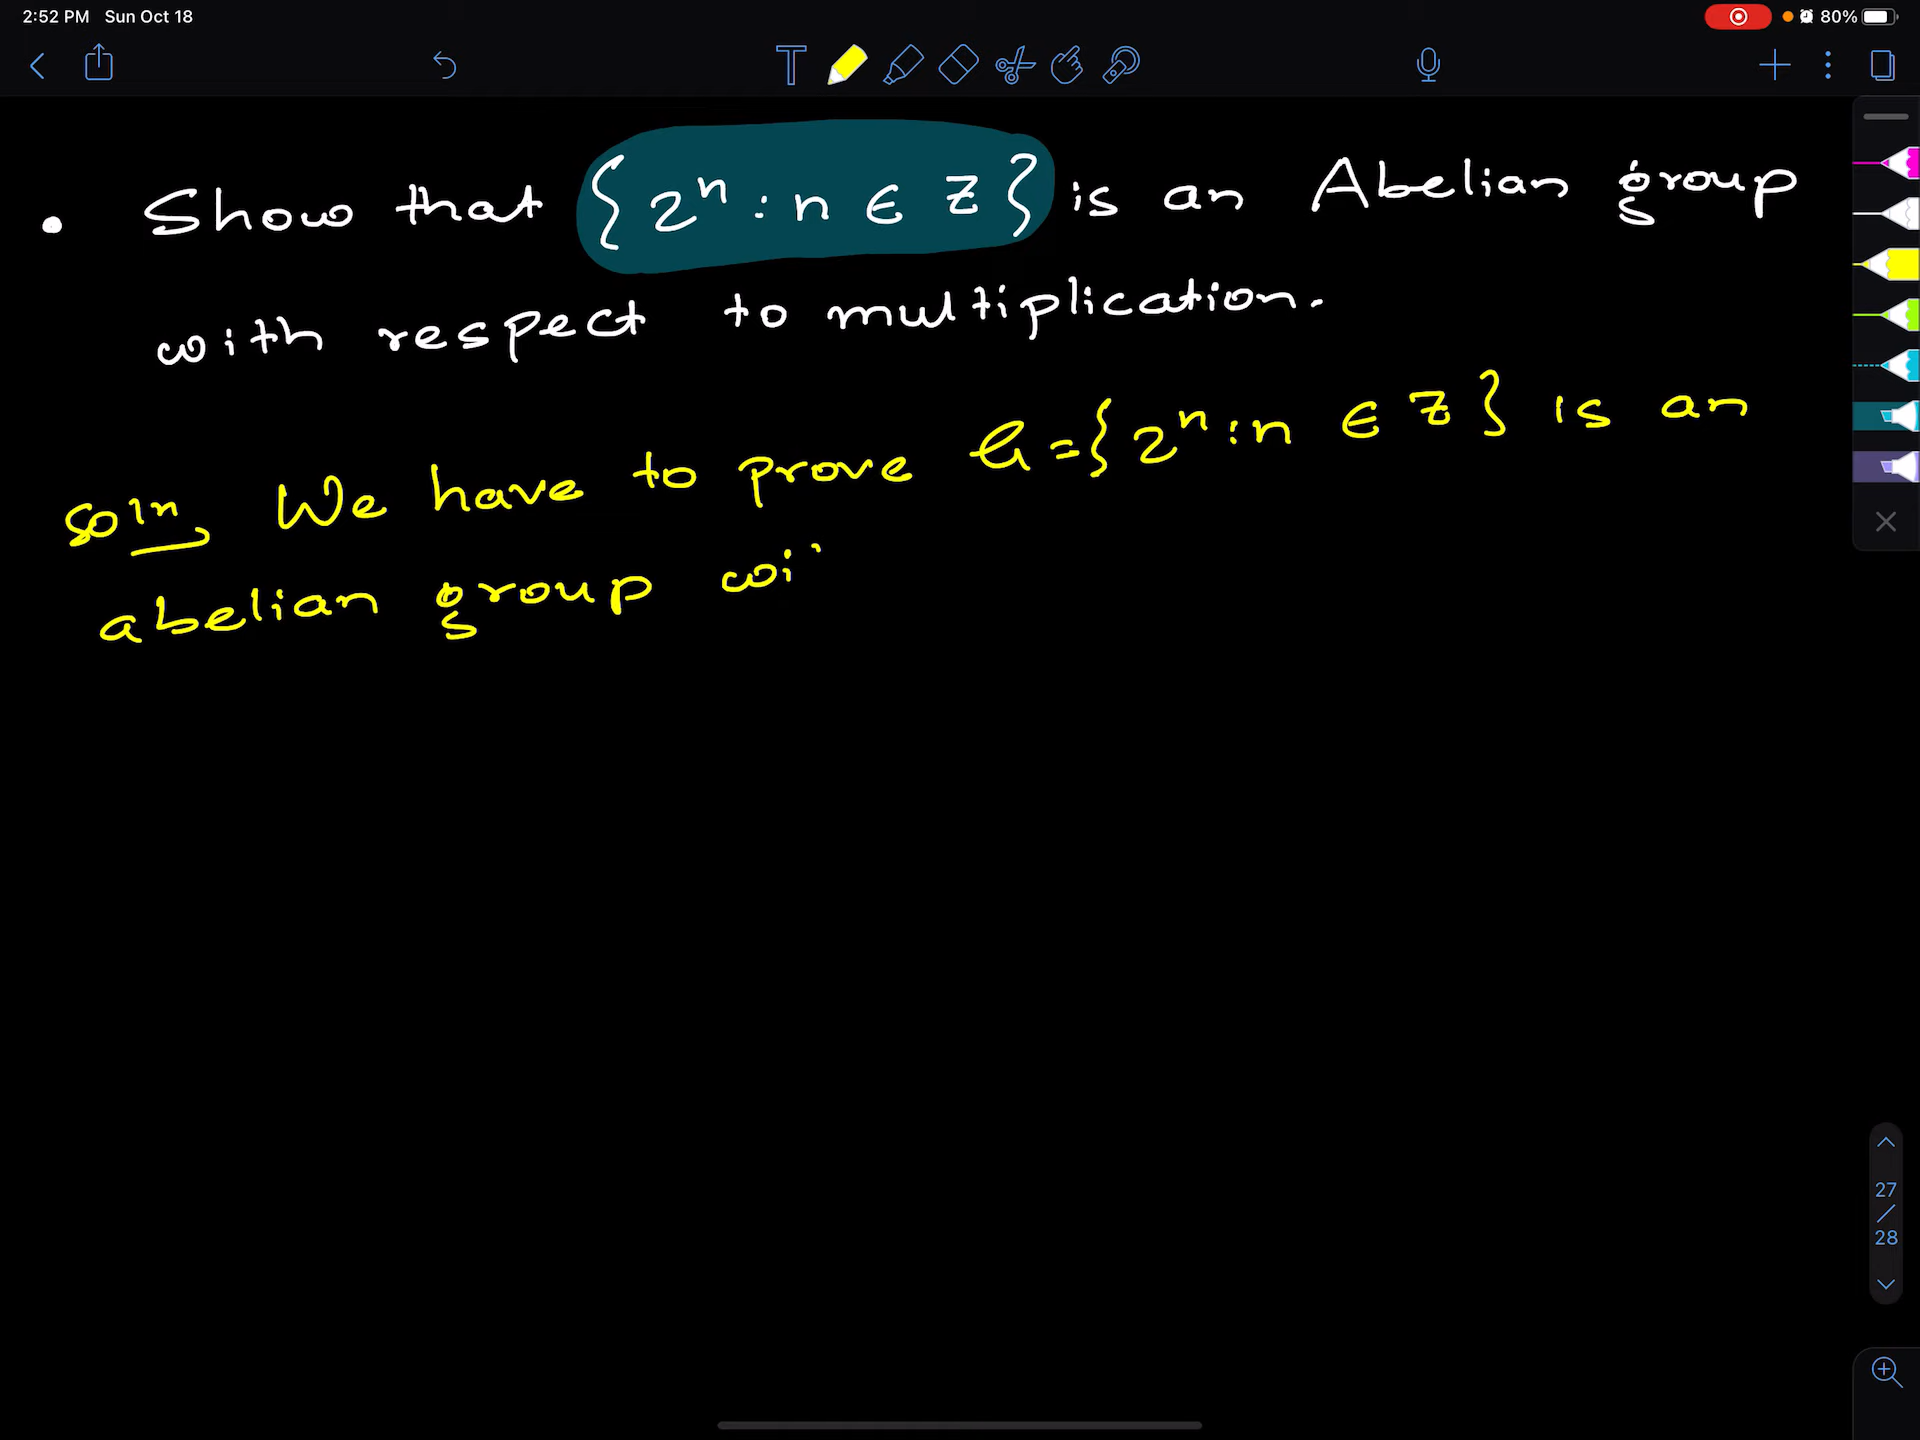 2:52 PM Sun Oct 18
80%
• Show that {2ⁿ : n ∈ Z} is an Abelian group
with respect to multiplication.
Soln, We have to prove G = {2ⁿ : n ∈ Z} is an
abelian group wi
27
/
28